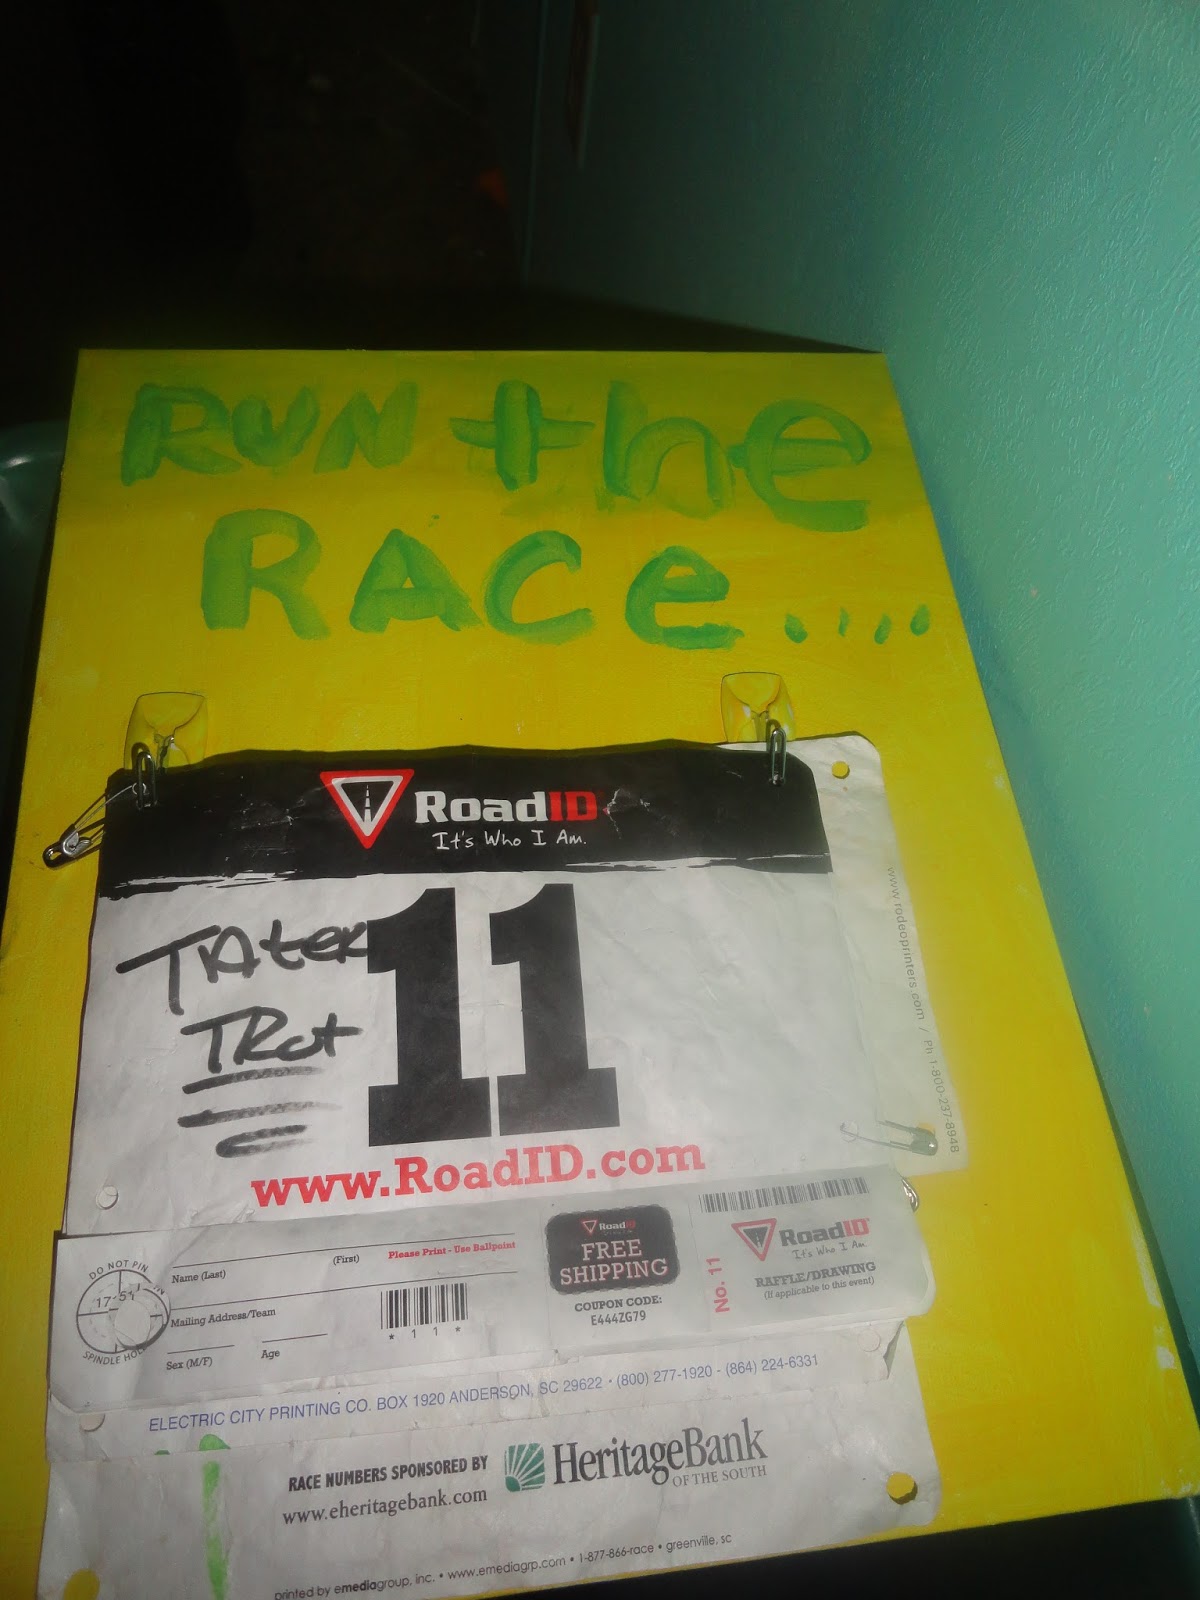 RUN the
RACe....
RoadID
It's Who I Am.
TAteR
TRot
11
www.RoadID.com
www.rodeoprinters.com / Ph 1-800-237-8948
DO NOT PIN
SPINDLE
Name (Last) (First) Please Print - Use Ballpoint
Mailing Address/Team
Sex (M/F) Age
* 1 1 *
RoadID
FREE
SHIPPING
COUPON CODE:
E444ZG79
No. 11
RoadID
It's Who I Am.
RAFFLE/DRAWING
(If applicable to this event)
ELECTRIC CITY PRINTING CO. BOX 1920 ANDERSON, SC 29622 • (800) 277-1920 - (864) 224-6331
RACE NUMBERS SPONSORED BY
www.eheritagebank.com
HeritageBank
OF THE SOUTH
printed by emediagroup, inc. • www.emediagrp.com • 1-877-866-race • greenville, sc